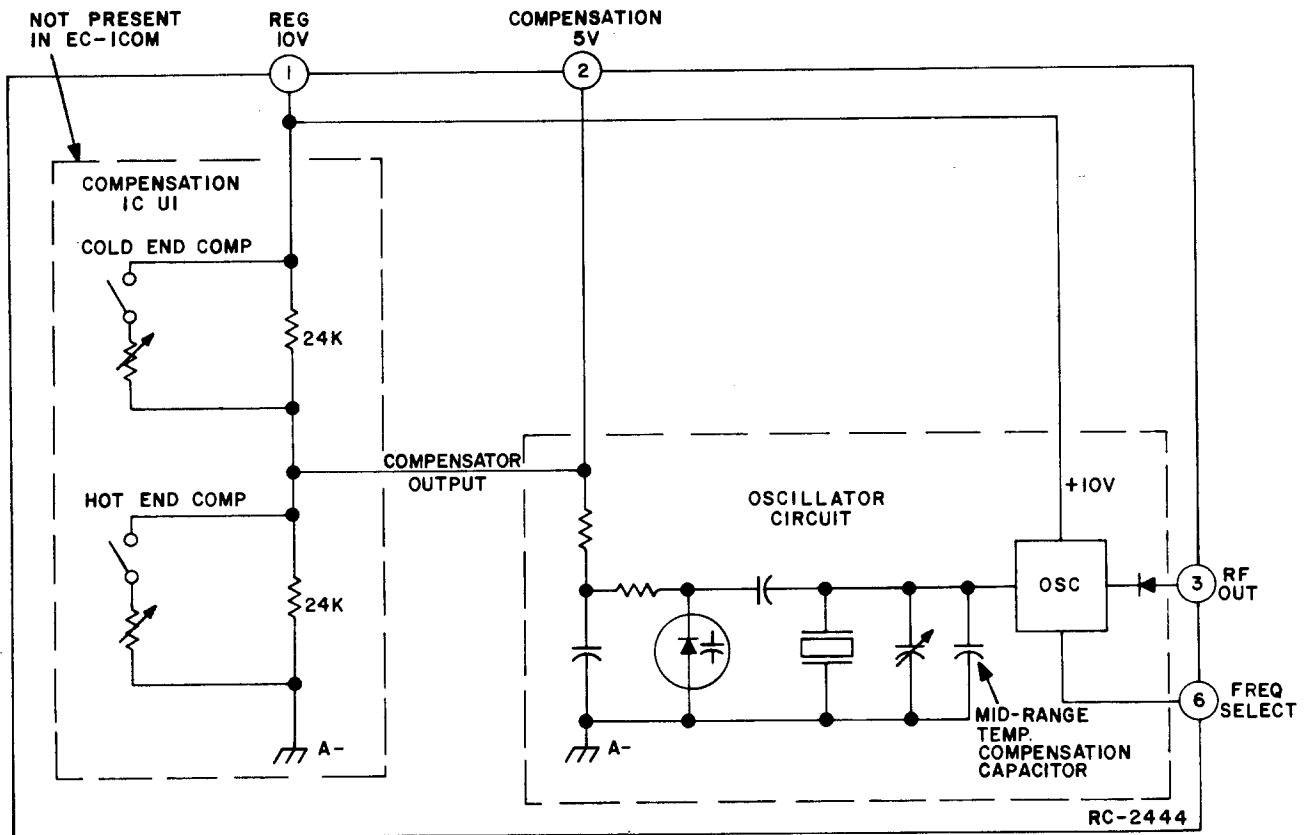 NOT PRESENT
IN EC-ICOM
REG
10V
1
COMPENSATION
5V
2
COMPENSATION
IC U1
COLD END COMP
24K
HOT END COMP
24K
A-
COMPENSATOR
OUTPUT
OSCILLATOR
CIRCUIT
+10V
OSC
3
RF
OUT
6
FREQ
SELECT
MID-RANGE
TEMP.
COMPENSATION
CAPACITOR
A-
RC-2444